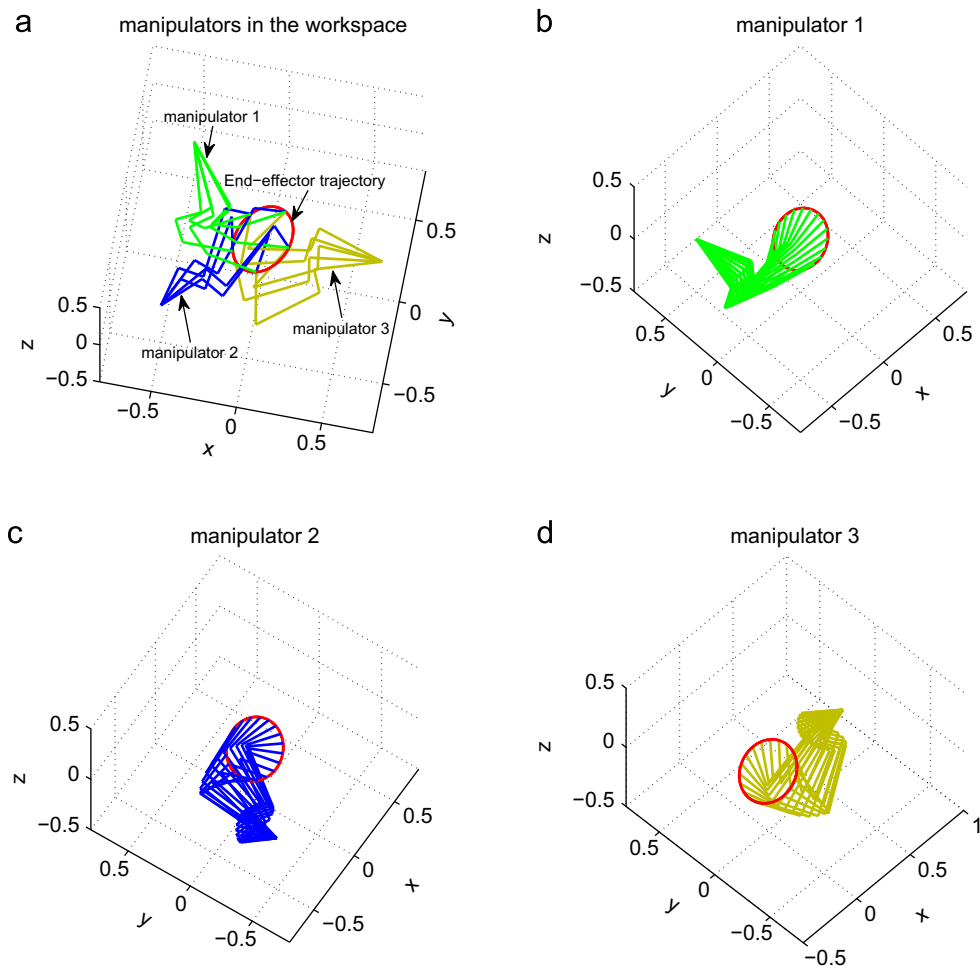 a
manipulators in the workspace
manipulator 1
End−effector trajectory
manipulator 3
manipulator 2
0.5
0
−0.5
z
−0.5
0
0.5
x
0.5
0
−0.5
y
b
manipulator 1
0.5
0
−0.5
z
0.5
0
−0.5
y
0.5
0
−0.5
x
c
manipulator 2
0.5
0
−0.5
z
0.5
0
−0.5
y
0.5
0
−0.5
x
d
manipulator 3
0.5
0
−0.5
z
0.5
0
−0.5
y
1
0.5
0
−0.5
x